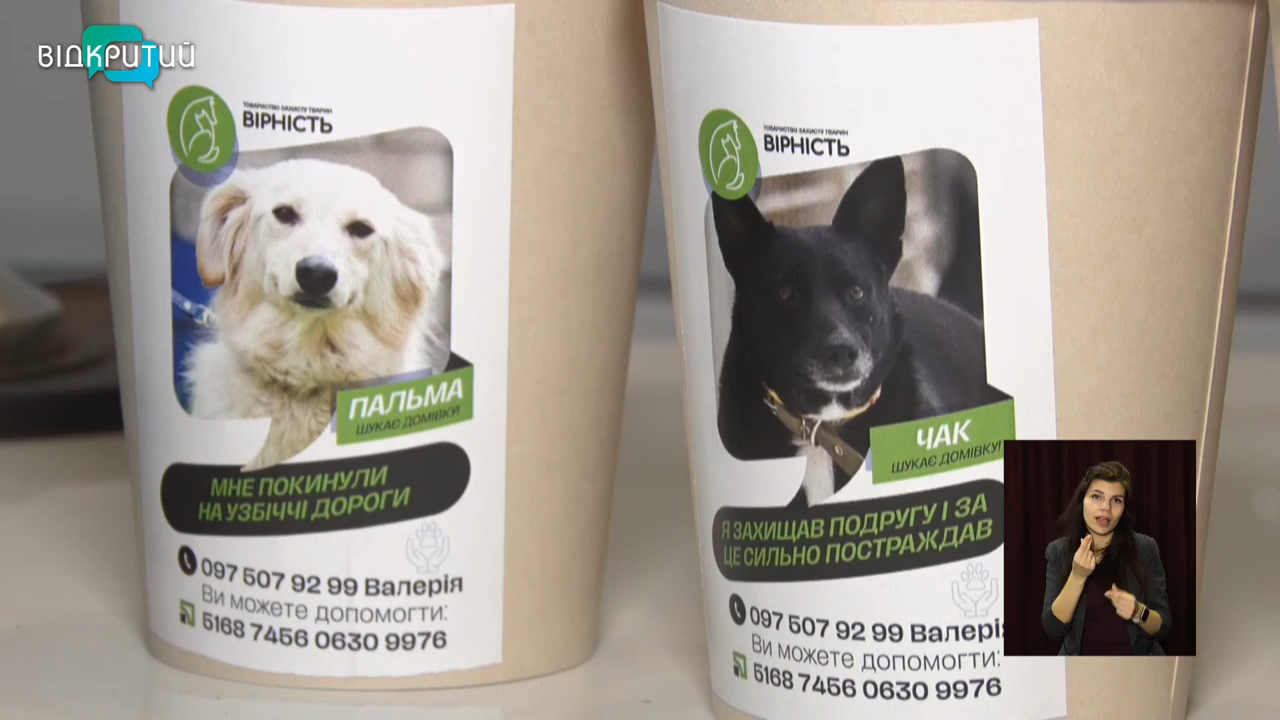 ВІДКРИТИЙ
ТОВАРИСТВО ЗАХИСТУ ТВАРИН
ВІРНІСТЬ
ПАЛЬМА
ШУКАЄ ДОМІВКУ!
МНЕ ПОКИНУЛИ
НА УЗБІЧЧІ ДОРОГИ
097 507 92 99 Валерія
Ви можете допомогти:
5168 7456 0630 9976
ТОВАРИСТВО ЗАХИСТУ ТВАРИН
ВІРНІСТЬ
ЧАК
ШУКАЄ ДОМІВКУ!
Я ЗАХИЩАВ ПОДРУГУ І ЗА
ЦЕ СИЛЬНО ПОСТРАЖДАВ
097 507 92 99 Валері
Ви можете допомогти:
5168 7456 0630 9976